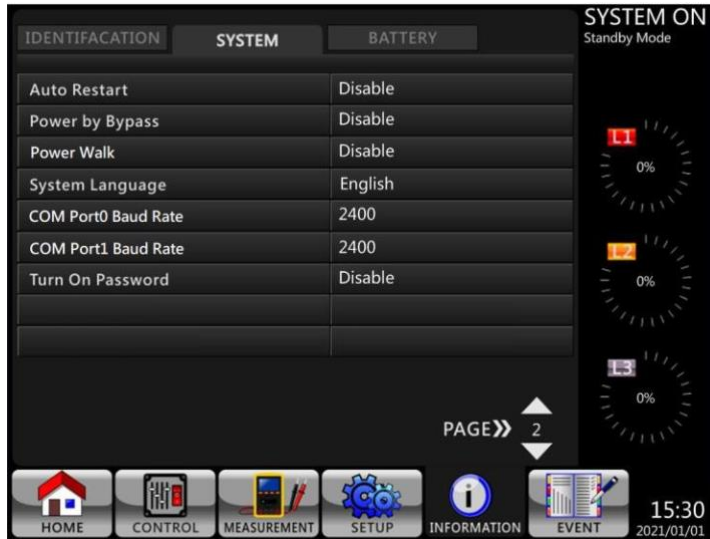 IDENTIFACATION SYSTEM BATTERY
SYSTEM ON
Standby Mode
Auto Restart Disable
Power by Bypass Disable
Power Walk Disable
System Language English
COM Port0 Baud Rate 2400
COM Port1 Baud Rate 2400
Turn On Password Disable
L1
0%
L2
0%
L3
0%
PAGE 2
HOME CONTROL MEASUREMENT SETUP INFORMATION EVENT
15:30
2021/01/01